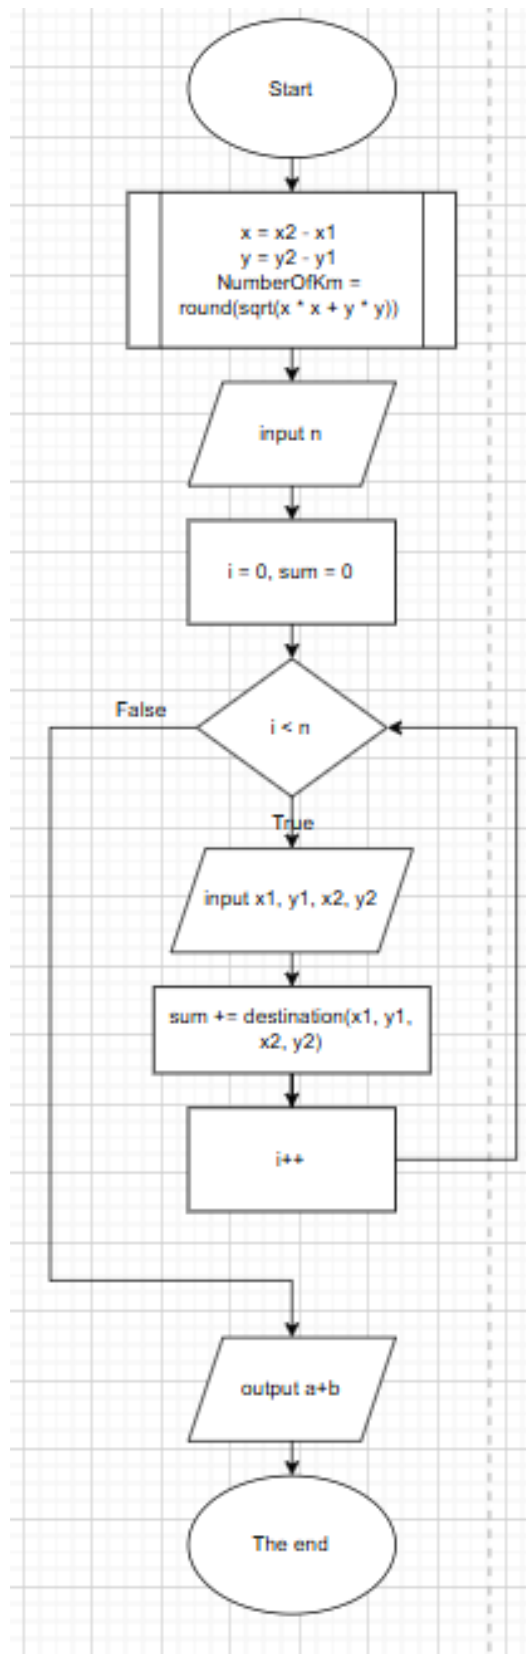 Start
x = x2 - x1
y = y2 - y1
NumberOfKm =
round(sqrt(x * x + y * y))
input n
i = 0, sum = 0
False
i < n
True
input x1, y1, x2, y2
sum += destination(x1, y1,
x2, y2)
i++
output a+b
The end